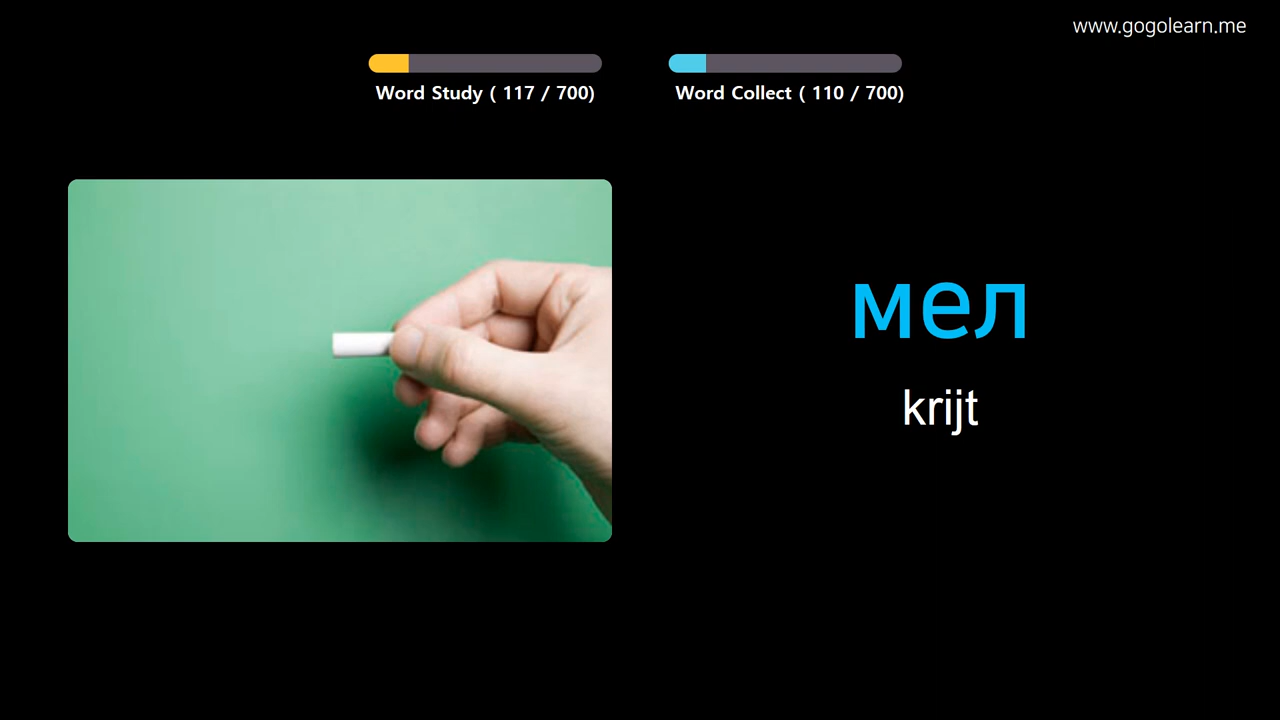 www.gogolearn.me
Word Study ( 117 / 700)
Word Collect ( 110 / 700)
мел
krijt